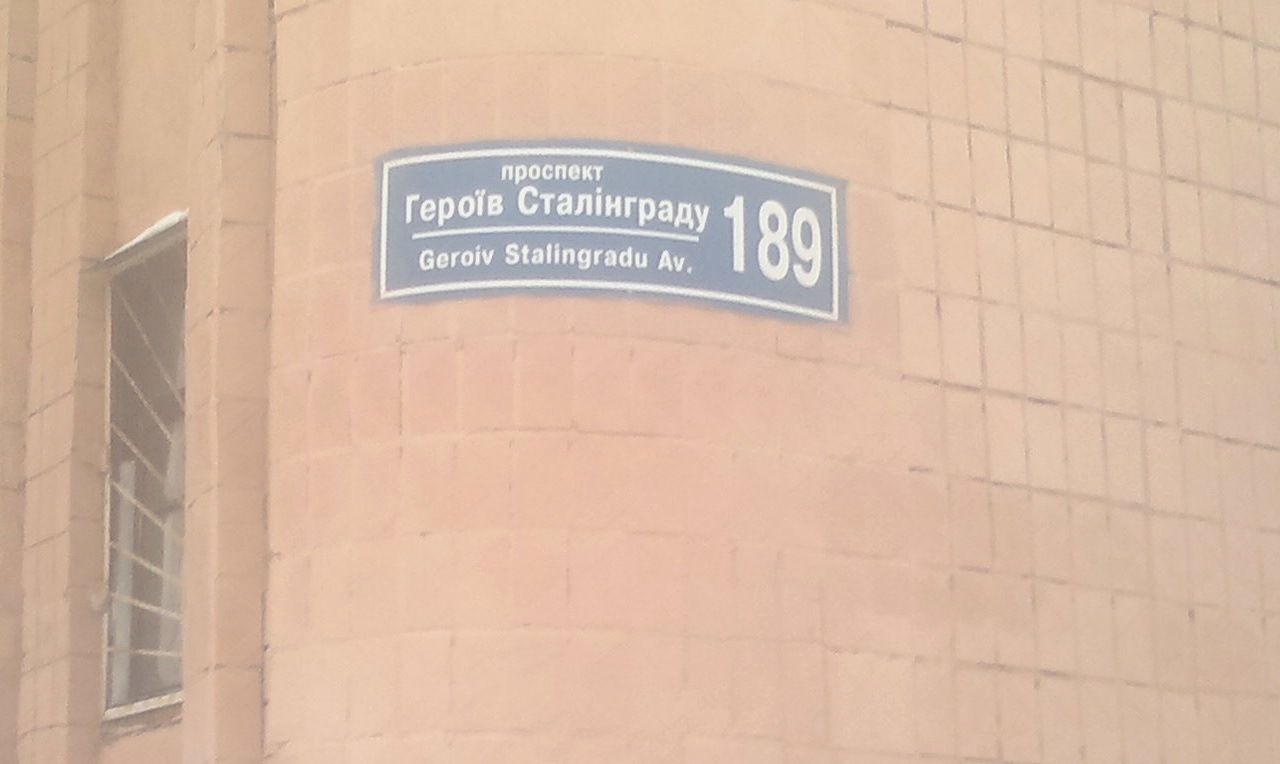 проспект
Героїв Сталінграду
Geroiv Stalingradu Av.
189